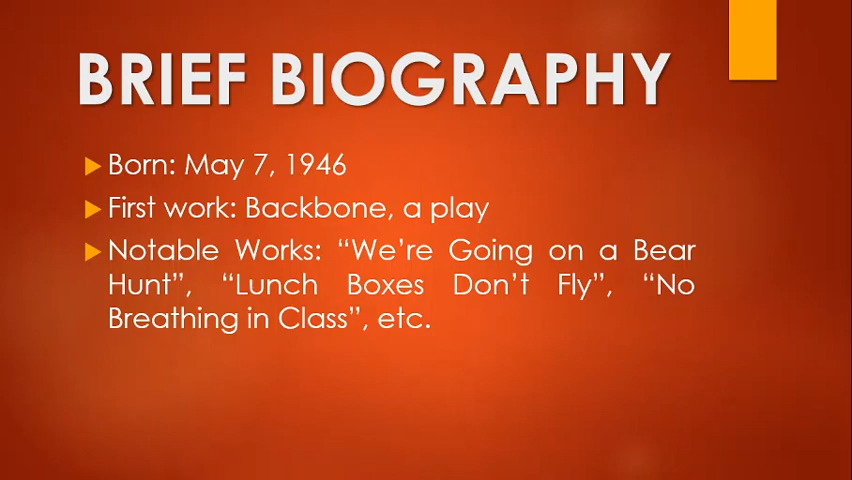 BRIEF BIOGRAPHY
Born: May 7, 1946
First work: Backbone, a play
Notable Works: “We’re Going on a Bear
Hunt”, “Lunch Boxes Don’t Fly”, “No
Breathing in Class”, etc.